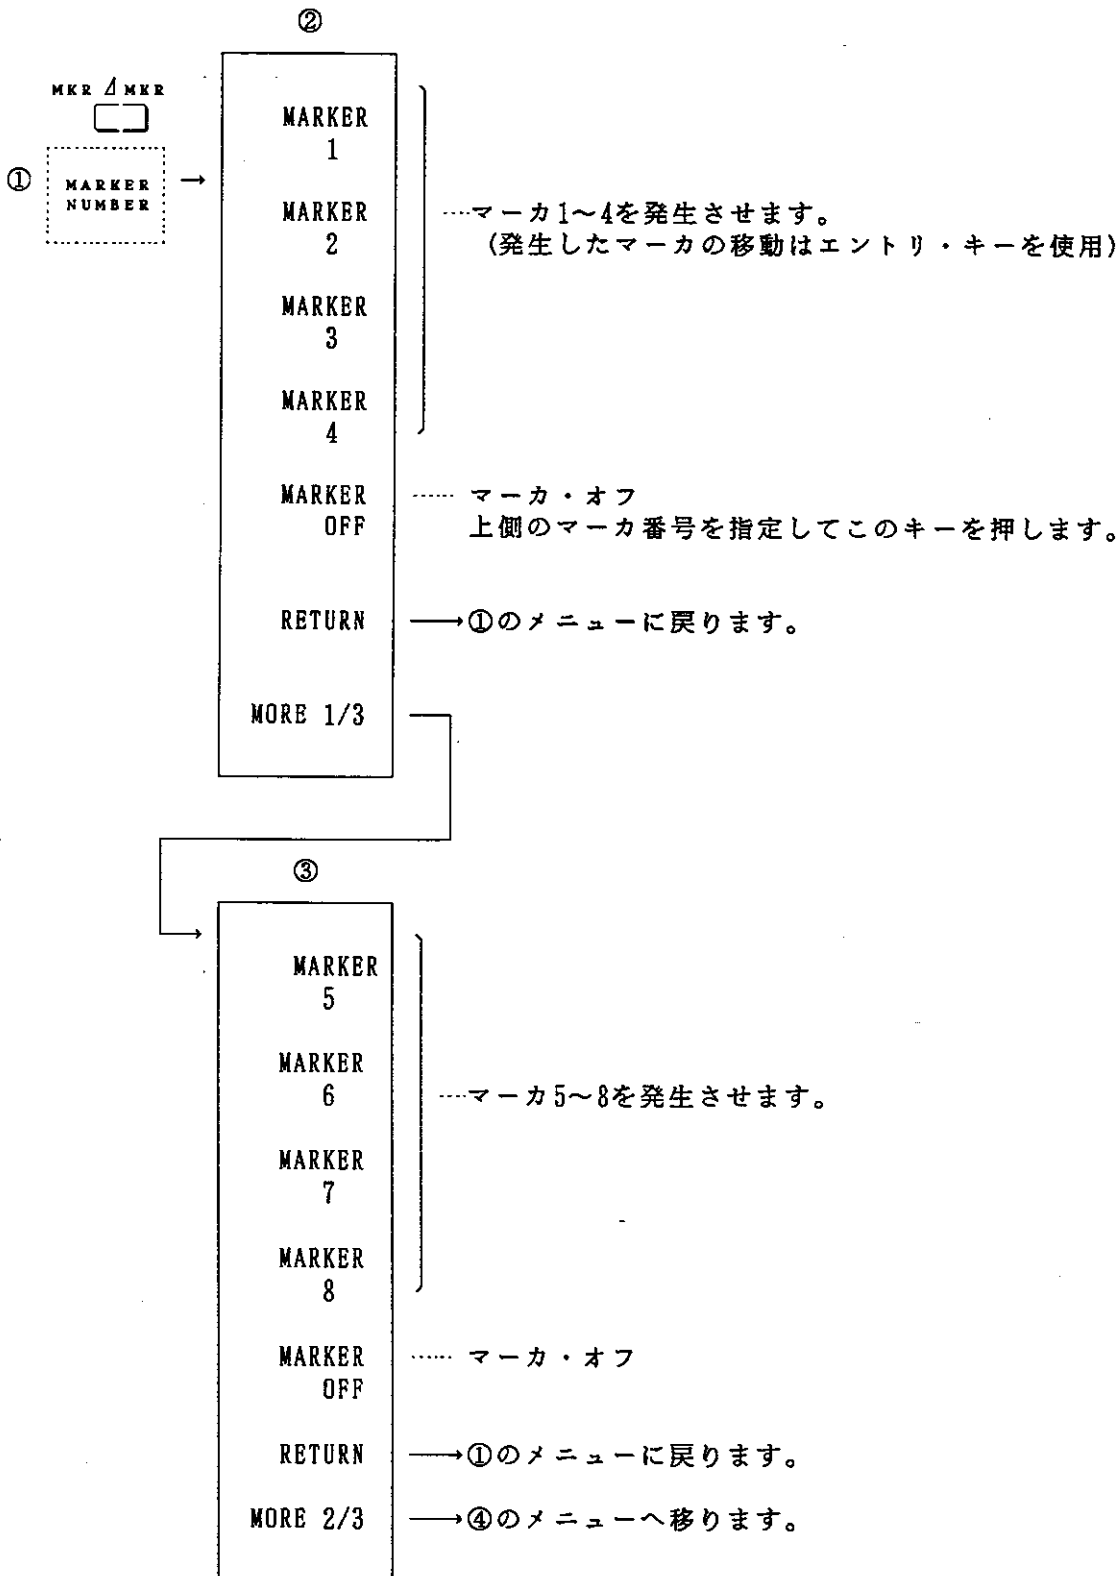 ②
MKR ⊿ MKR
①
MARKER
NUMBER
→
MARKER
1
MARKER
2
MARKER
3
MARKER
4
····マーカ1~4を発生させます。
(発生したマーカの移動はエントリ・キーを使用)
MARKER
OFF
······ マーカ・オフ
上側のマーカ番号を指定してこのキーを押します。
RETURN
→①のメニューに戻ります。
MORE 1/3
③
MARKER
5
MARKER
6
MARKER
7
MARKER
8
····マーカ5~8を発生させます。
MARKER
OFF
······ マーカ・オフ
RETURN
→①のメニューに戻ります。
MORE 2/3
→④のメニューへ移ります。